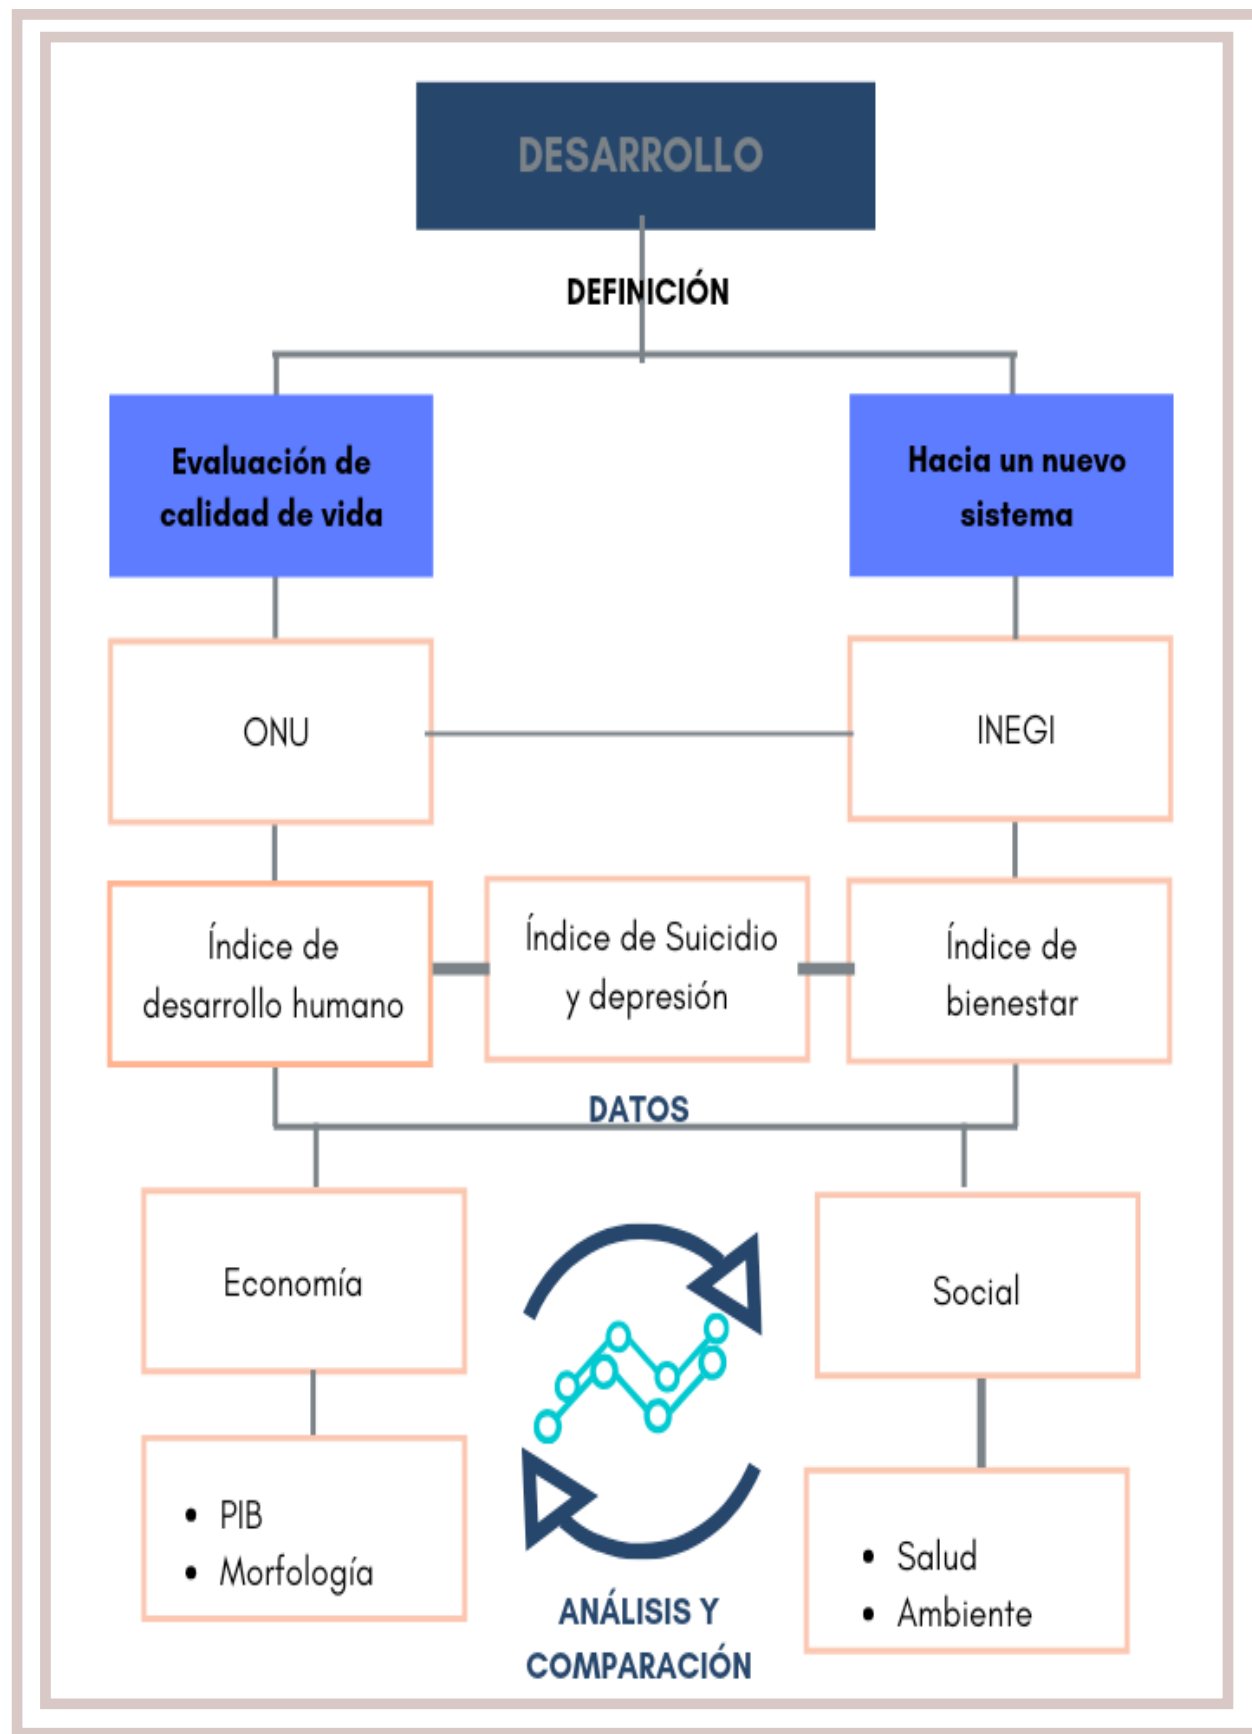 DESARROLLO
DEFINICIÓN
Evaluación de
calidad de vida
Hacia un nuevo
sistema
ONU
INEGI
Índice de
desarrollo humano
Índice de Suicidio
y depresión
Índice de
bienestar
DATOS
Economía
Social
• PIB
• Morfología
• Salud
• Ambiente
ANÁLISIS Y
COMPARACIÓN